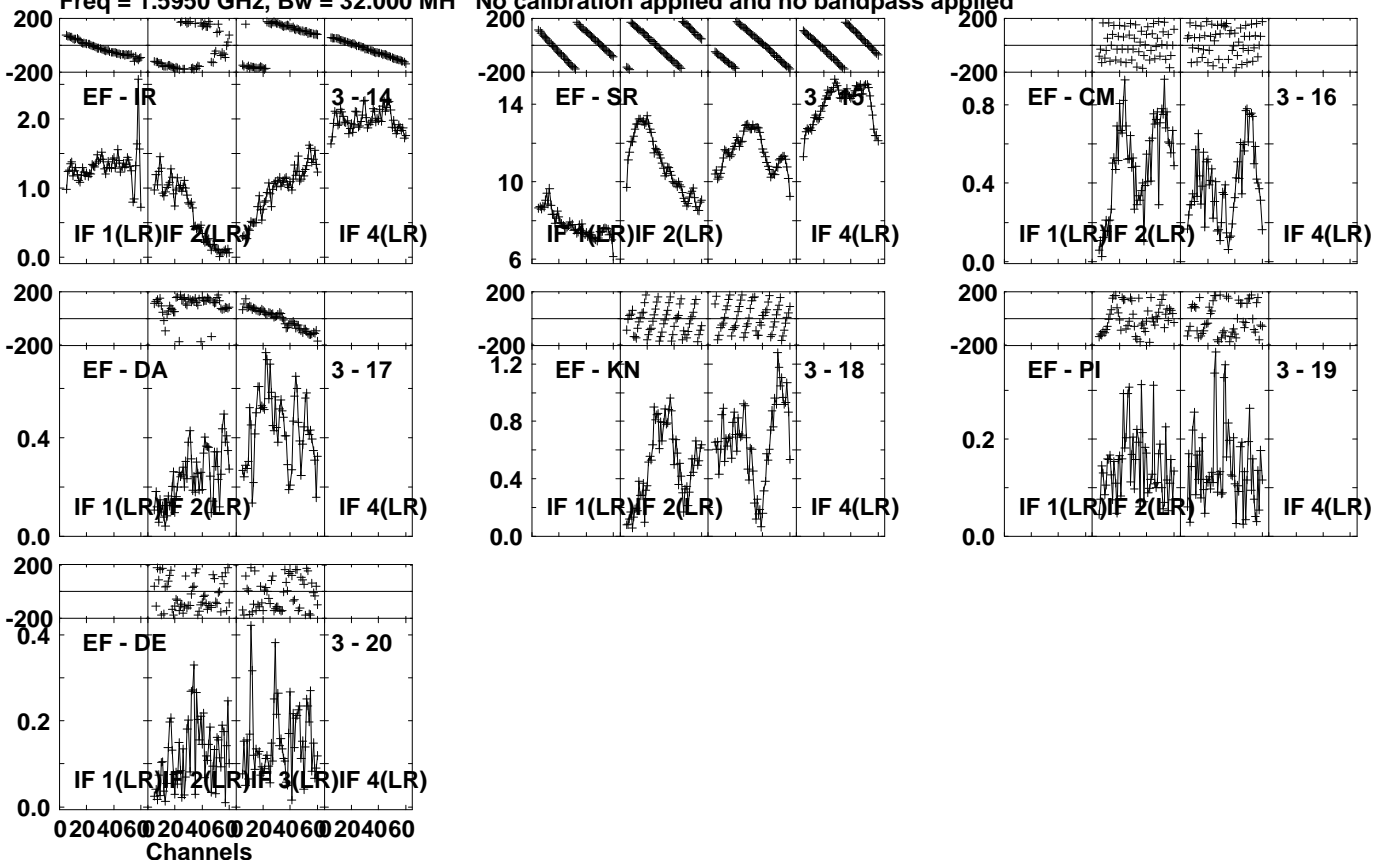 Freq = 1.5950 GHz, Bw = 32.000 MH No calibration applied and no bandpass applied
200
-200
EF - IR
3 - 14
2.0
1.0
0.0
IF 1(LR)
IF 2(LR)
IF 4(LR)
200
-200
EF - SR
3 - 15
14
10
6
IF 1(LR)
IF 2(LR)
IF 4(LR)
200
-200
EF - CM
3 - 16
0.8
0.4
0.0
IF 1(LR)
IF 2(LR)
IF 4(LR)
200
-200
EF - DA
3 - 17
0.4
0.0
IF 1(LR)
IF 2(LR)
IF 4(LR)
200
-200
EF - KN
3 - 18
1.2
0.8
0.4
0.0
IF 1(LR)
IF 2(LR)
IF 4(LR)
200
-200
EF - PI
3 - 19
0.2
0.0
IF 1(LR)
IF 2(LR)
IF 4(LR)
200
-200
EF - DE
3 - 20
0.4
0.2
0.0
IF 1(LR)
IF 2(LR)
IF 3(LR)
IF 4(LR)
0 20 40 60 0 20 40 60 0 20 40 60 0 20 40 60
Channels